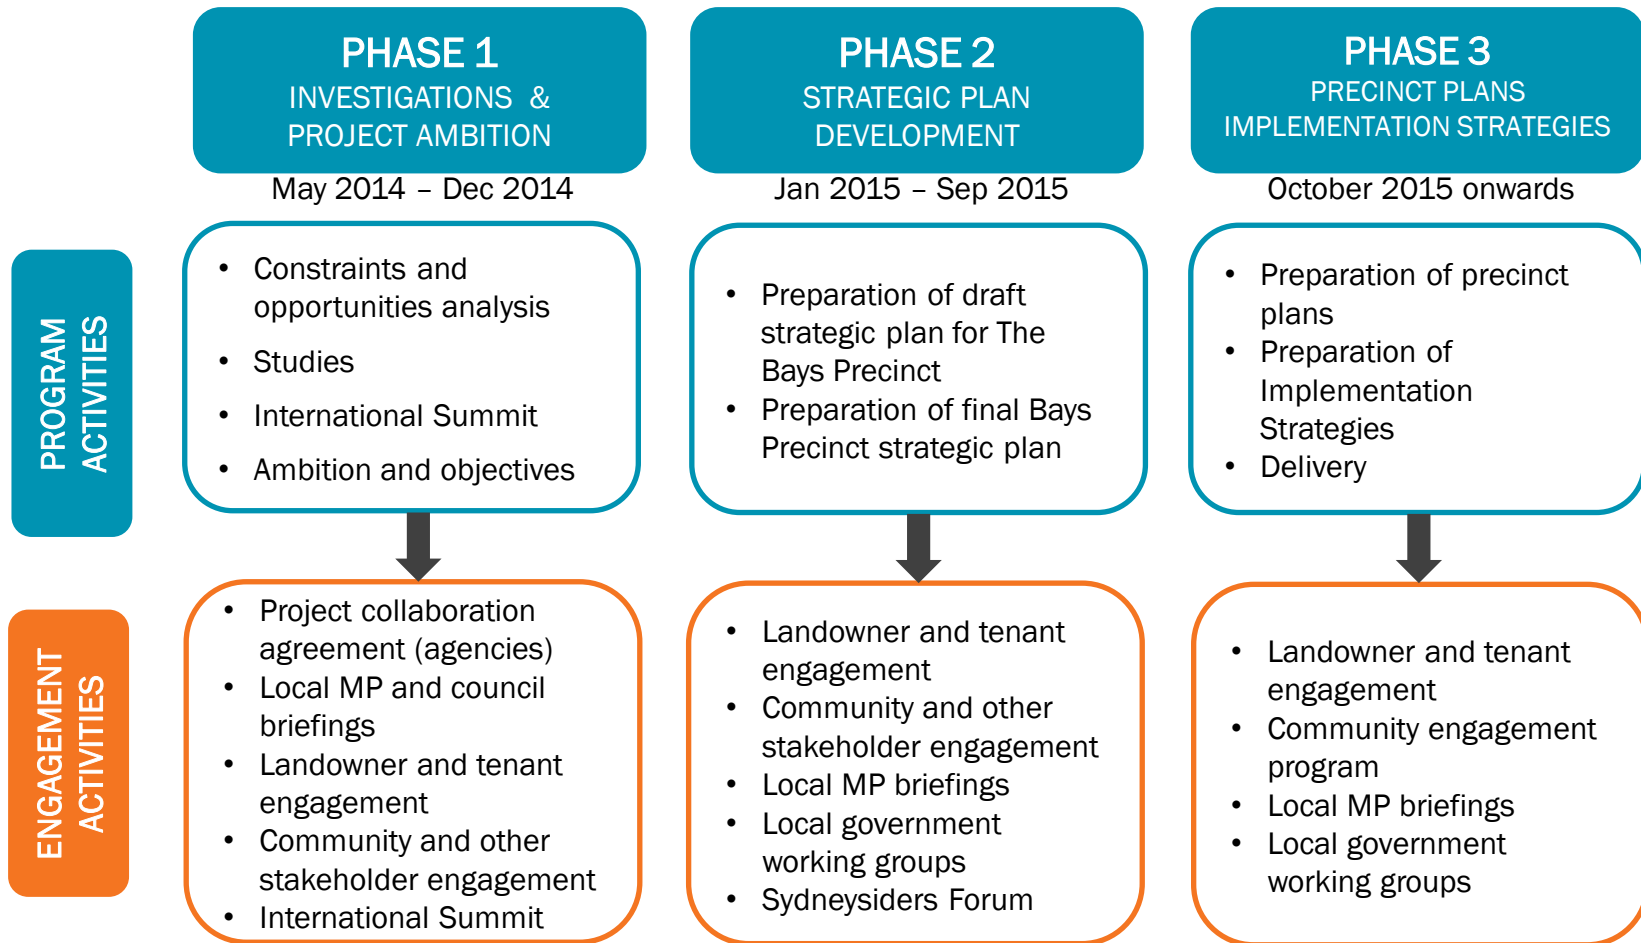 PHASE 1
INVESTIGATIONS &
PROJECT AMBITION
May 2014 – Dec 2014
PHASE 2
STRATEGIC PLAN
DEVELOPMENT
Jan 2015 – Sep 2015
PHASE 3
PRECINCT PLANS
IMPLEMENTATION STRATEGIES
October 2015 onwards
PROGRAM
ACTIVITIES
• Constraints and
opportunities analysis
• Studies
• International Summit
• Ambition and objectives
• Preparation of draft
strategic plan for The
Bays Precinct
• Preparation of final Bays
Precinct strategic plan
• Preparation of precinct
plans
• Preparation of
Implementation
Strategies
• Delivery
ENGAGEMENT
ACTIVITIES
• Project collaboration
agreement (agencies)
• Local MP and council
briefings
• Landowner and tenant
engagement
• Community and other
stakeholder engagement
• International Summit
• Landowner and tenant
engagement
• Community and other
stakeholder engagement
• Local MP briefings
• Local government
working groups
• Sydneysiders Forum
• Landowner and tenant
engagement
• Community engagement
program
• Local MP briefings
• Local government
working groups